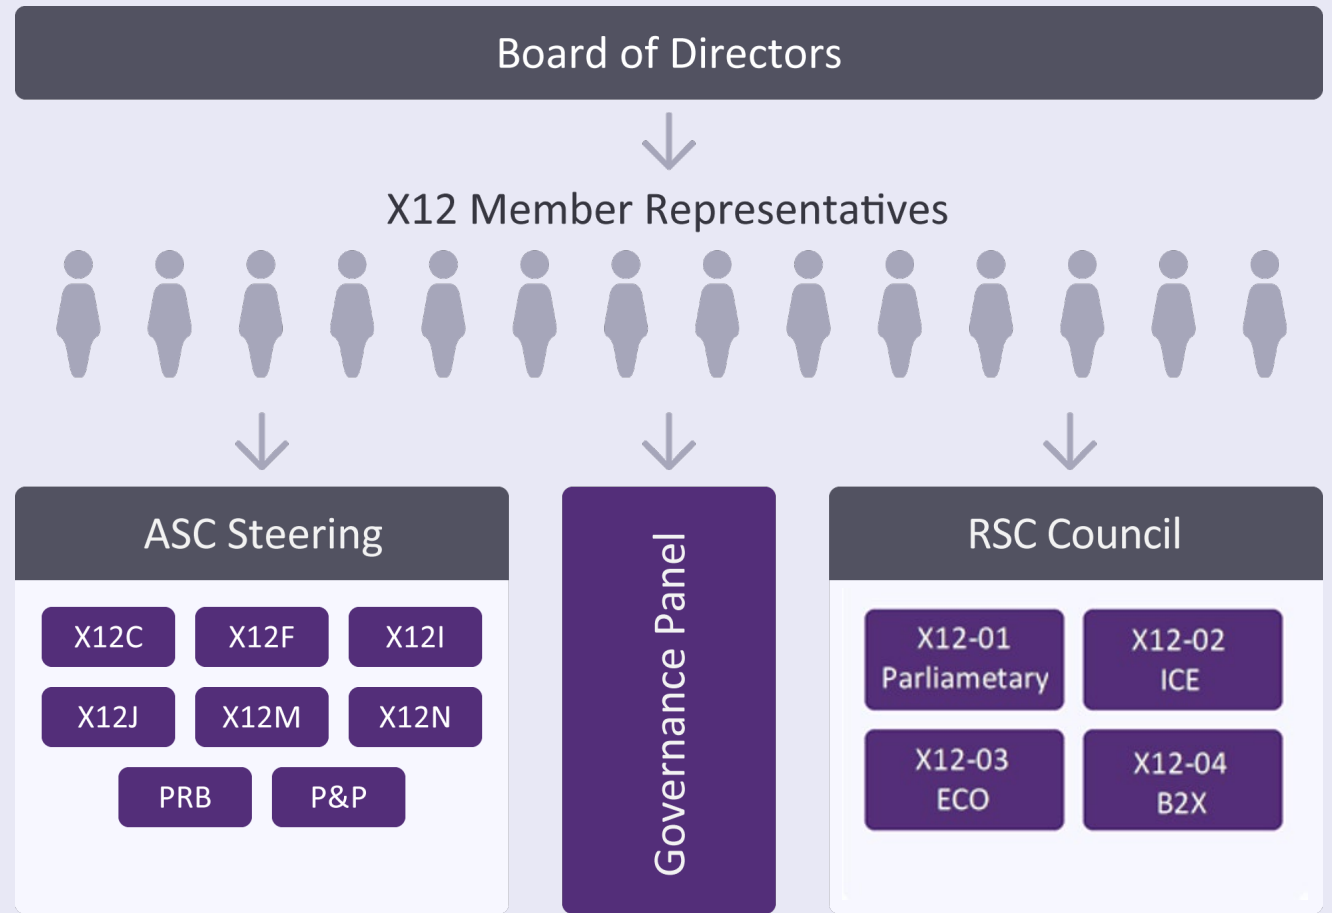 Board of Directors
X12 Member Representatives
ASC Steering
X12C
X12F
X12I
X12J
X12M
X12N
PRB
P&P
Governance Panel
RSC Council
X12-01
Parliametary
X12-02
ICE
X12-03
ECO
X12-04
B2X